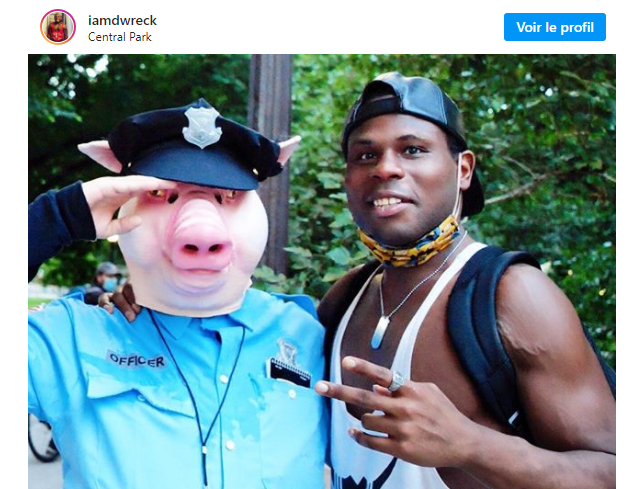 iamdwreck
Central Park
Voir le profil
OFFICER